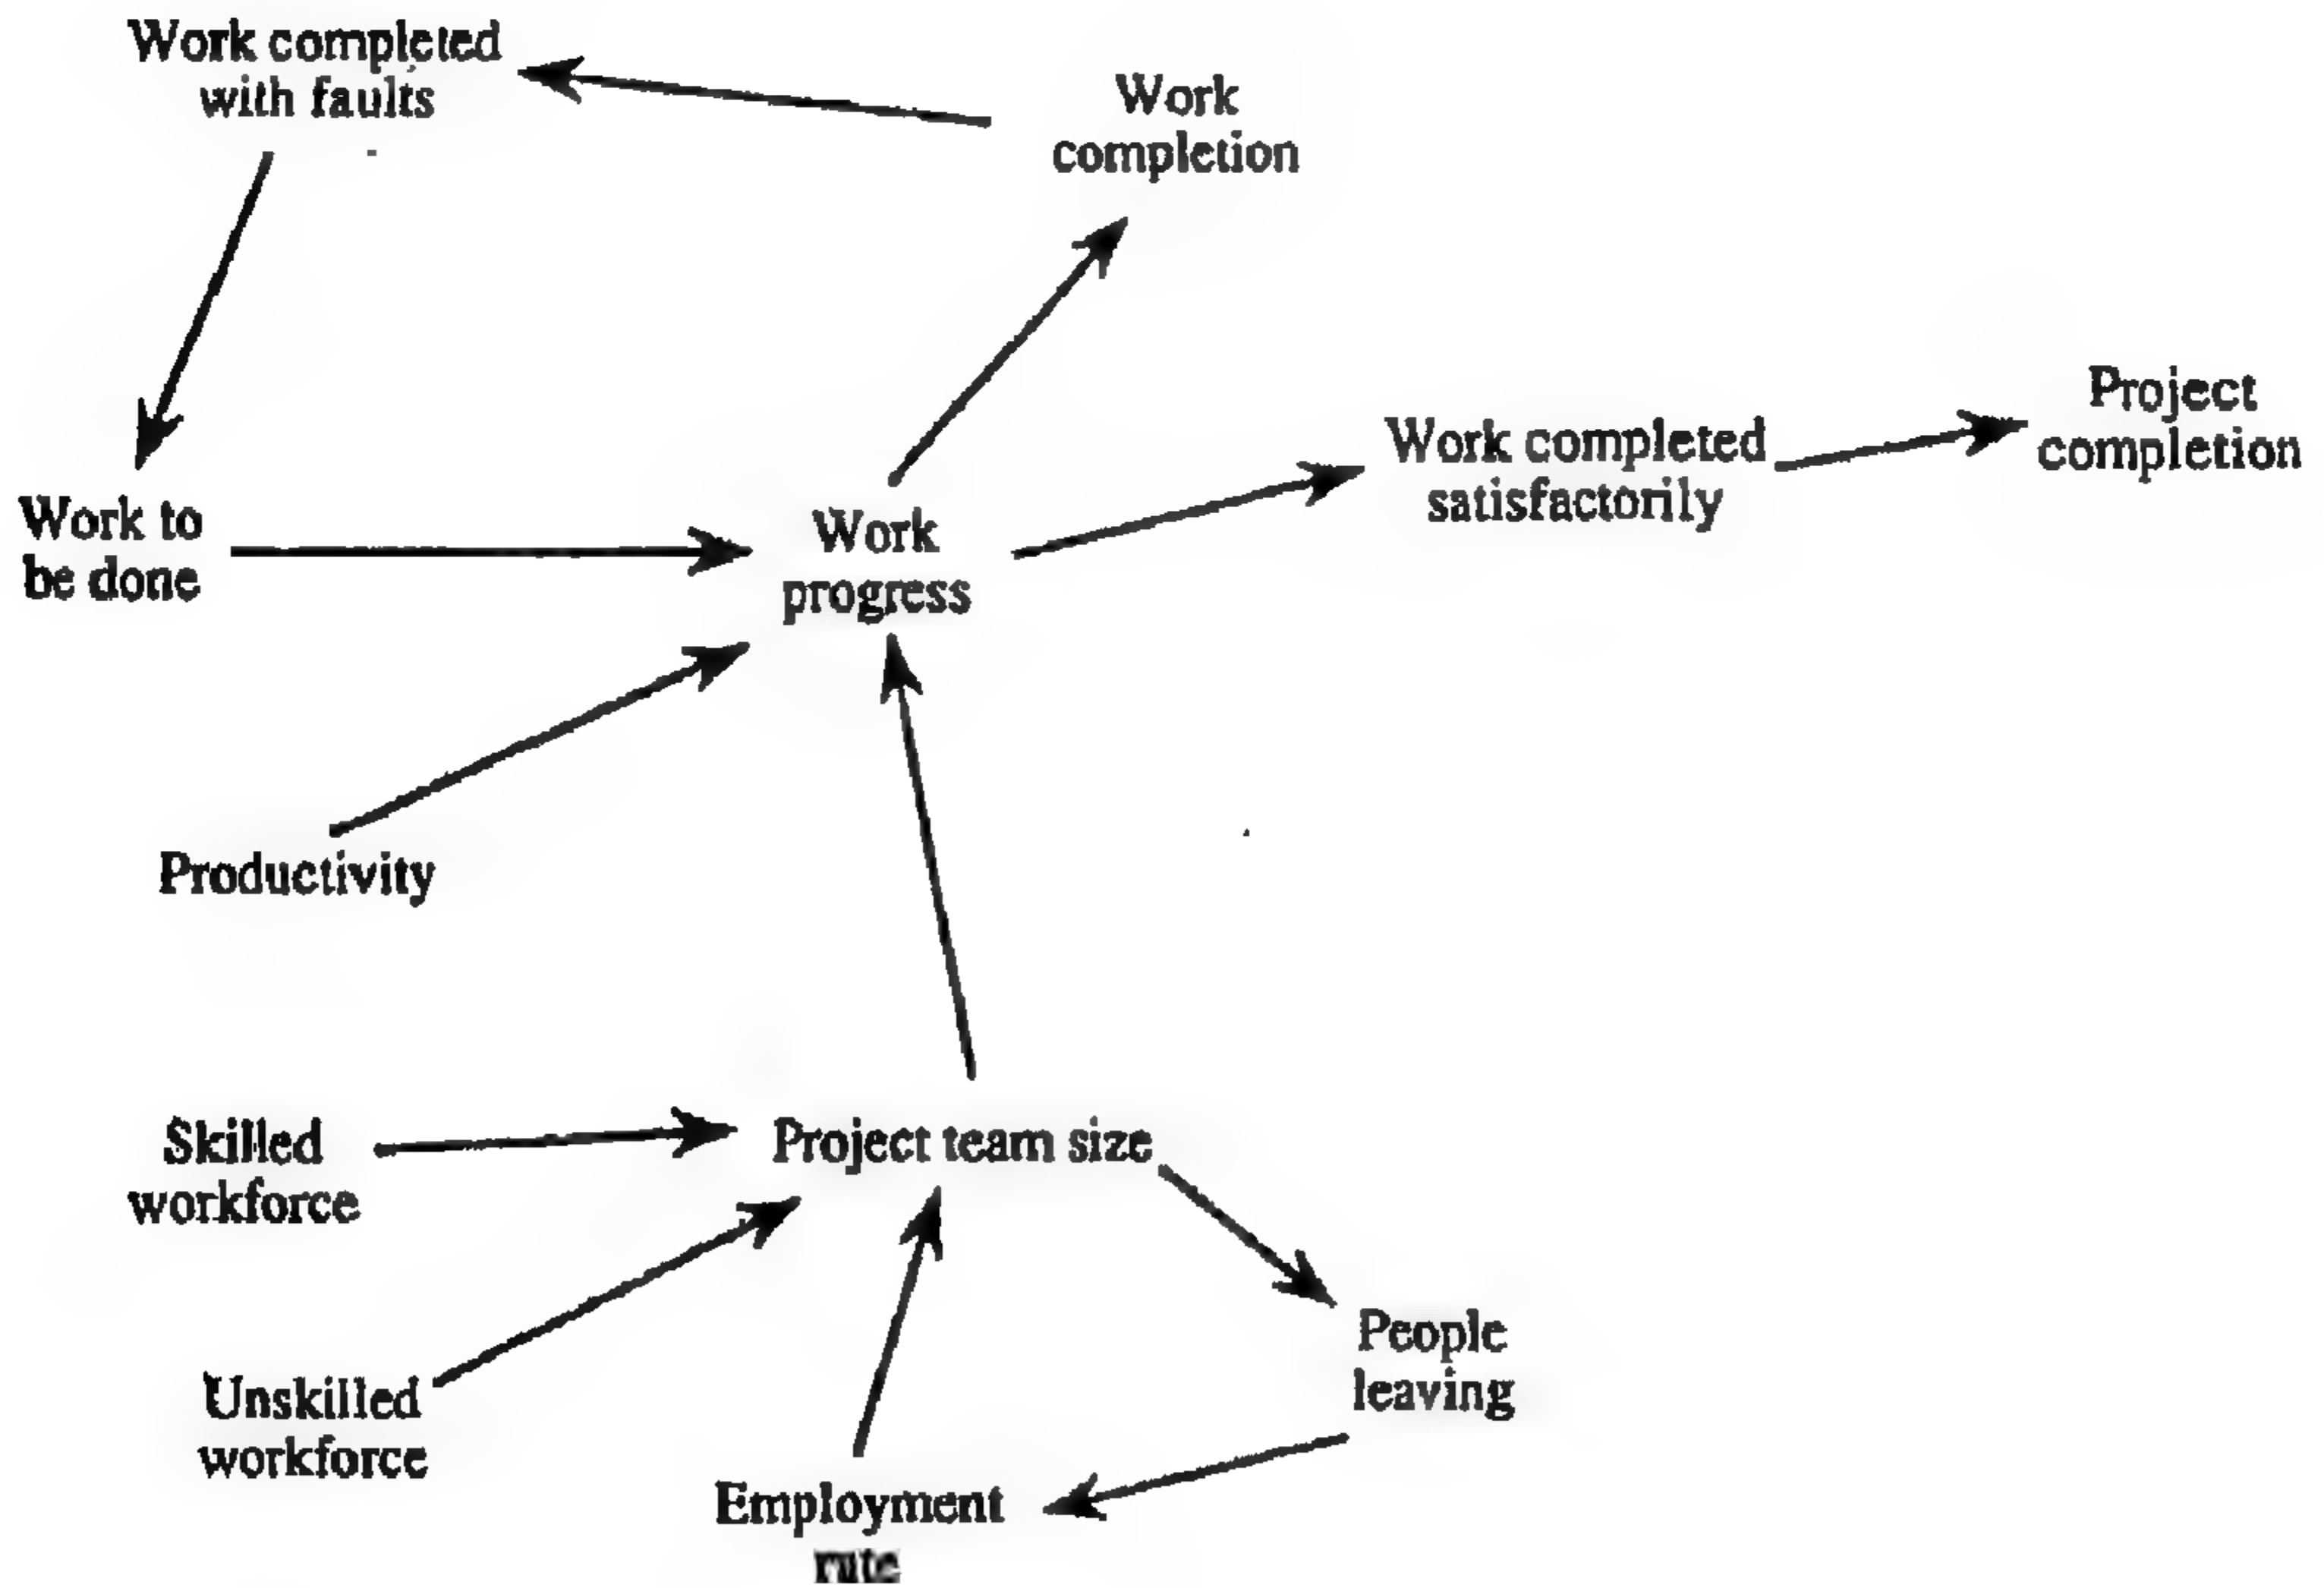 Work completed
with faults
Work
completion
Project
completion
Work completed
satisfactorily
Work to
be done
Work
progress
Productivity
Skilled
workforce
Project team size
People
leaving
Unskilled
workforce
Employment
rate